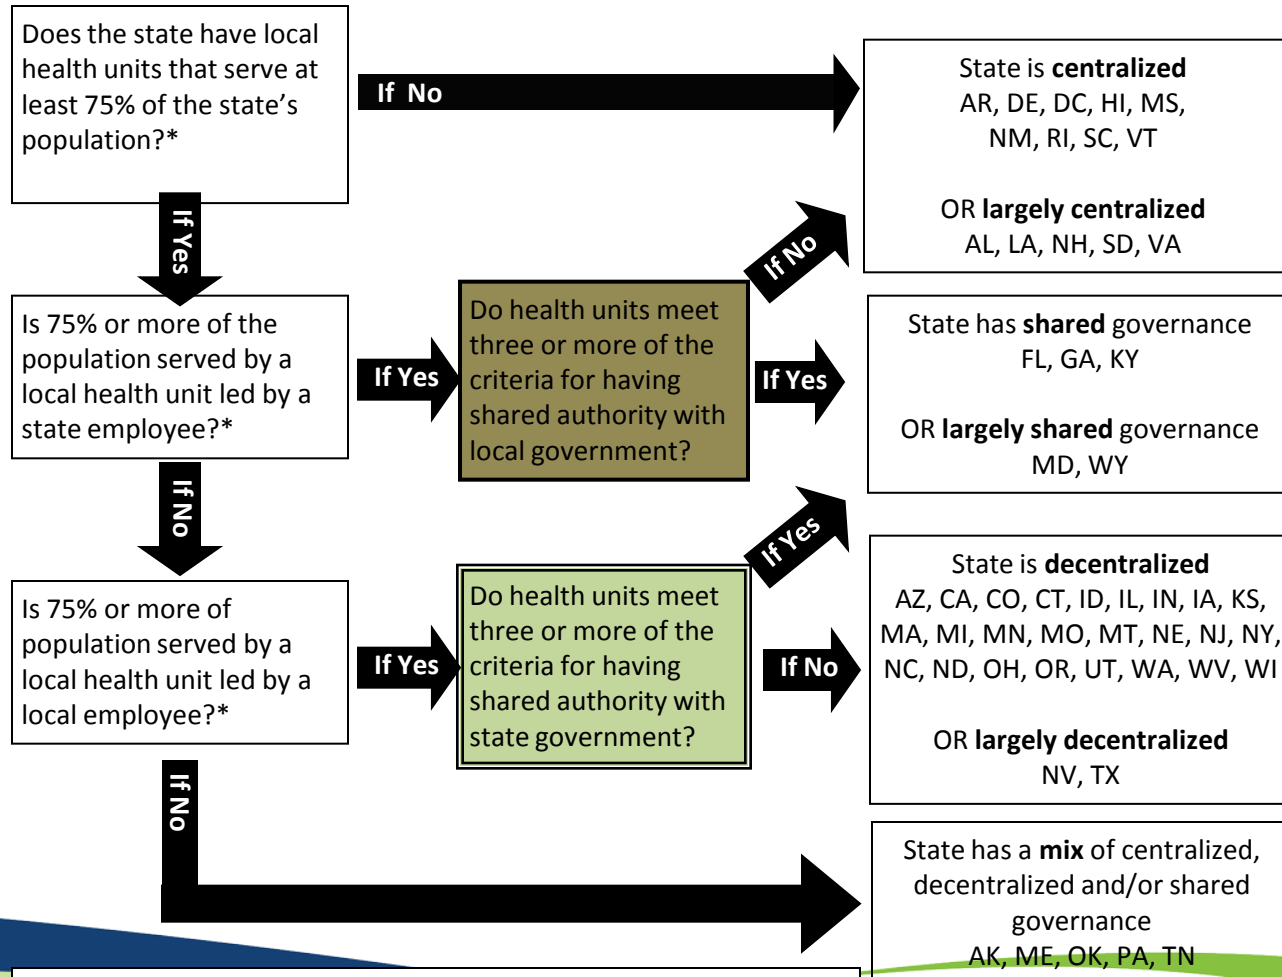 Does the state have local
health units that serve at
least 75% of the state's
population?*
If No
State is centralized
AR, DE, DC, HI, MS,
NM, RI, SC, VT
OR largely centralized
AL, LA, NH, SD, VA
If Yes
If No
Is 75% or more of the
population served by a
local health unit led by a
state employee?*
If Yes
Do health units meet
three or more of the
criteria for having
shared authority with
local government?
If Yes
State has shared governance
FL, GA, KY
OR largely shared governance
MD, WY
If No
If Yes
Is 75% or more of
population served by a
local health unit led by a
local employee?*
If Yes
Do health units meet
three or more of the
criteria for having
shared authority with
state government?
If No
State is decentralized
AZ, CA, CO, CT, ID, IL, IN, IA, KS,
MA, MI, MN, MO, MT, NE, NJ, NY,
NC, ND, OH, OR, UT, WA, WV, WI
OR largely decentralized
NV, TX
If No
State has a mix of centralized,
decentralized and/or shared
governance
AK, ME, OK, PA, TN